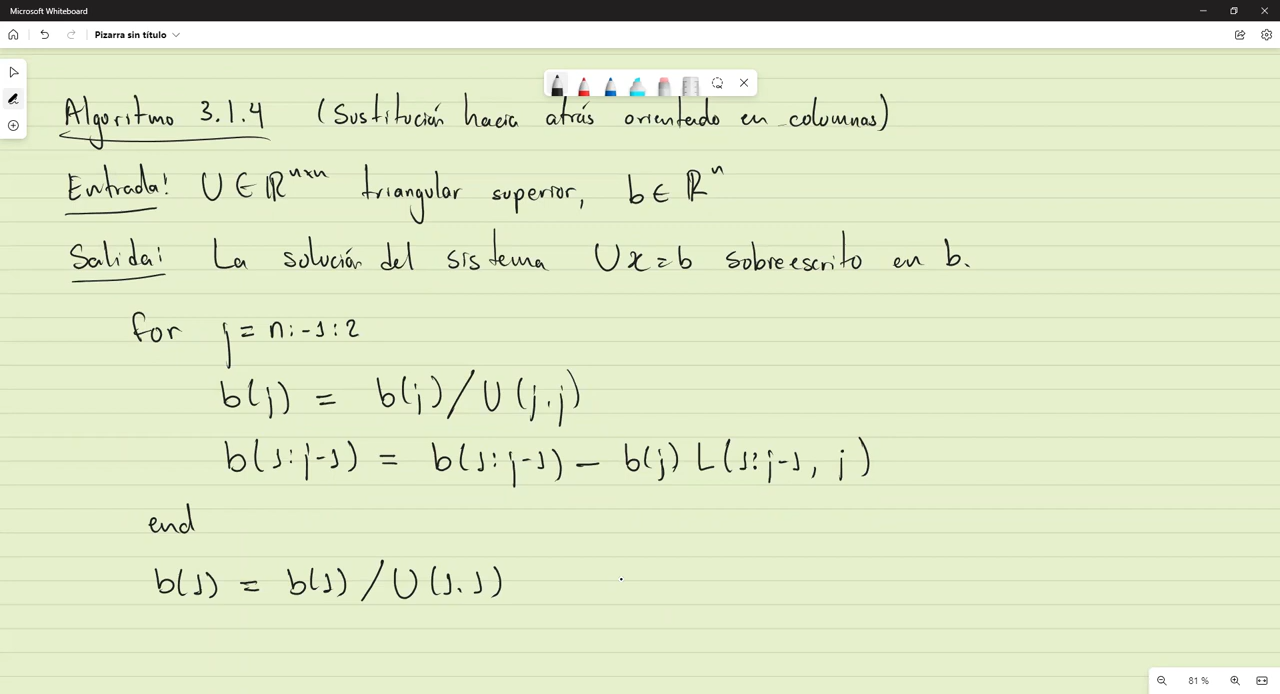 Microsoft Whiteboard
Pizarra sin título
Algoritmo 3.1.4 (Sustitución hacia atrás orientado en columnas)
Entrada: U ∈ ℝ^{n×n} triangular superior, b ∈ ℝ^n
Salida: La solución del sistema Ux=b sobreescrito en b.
for j = n:-1:2
b(j) = b(j)/U(j,j)
b(1:j-1) = b(1:j-1) - b(j) L(1:j-1, j)
end
b(1) = b(1)/U(1,1)
81 %